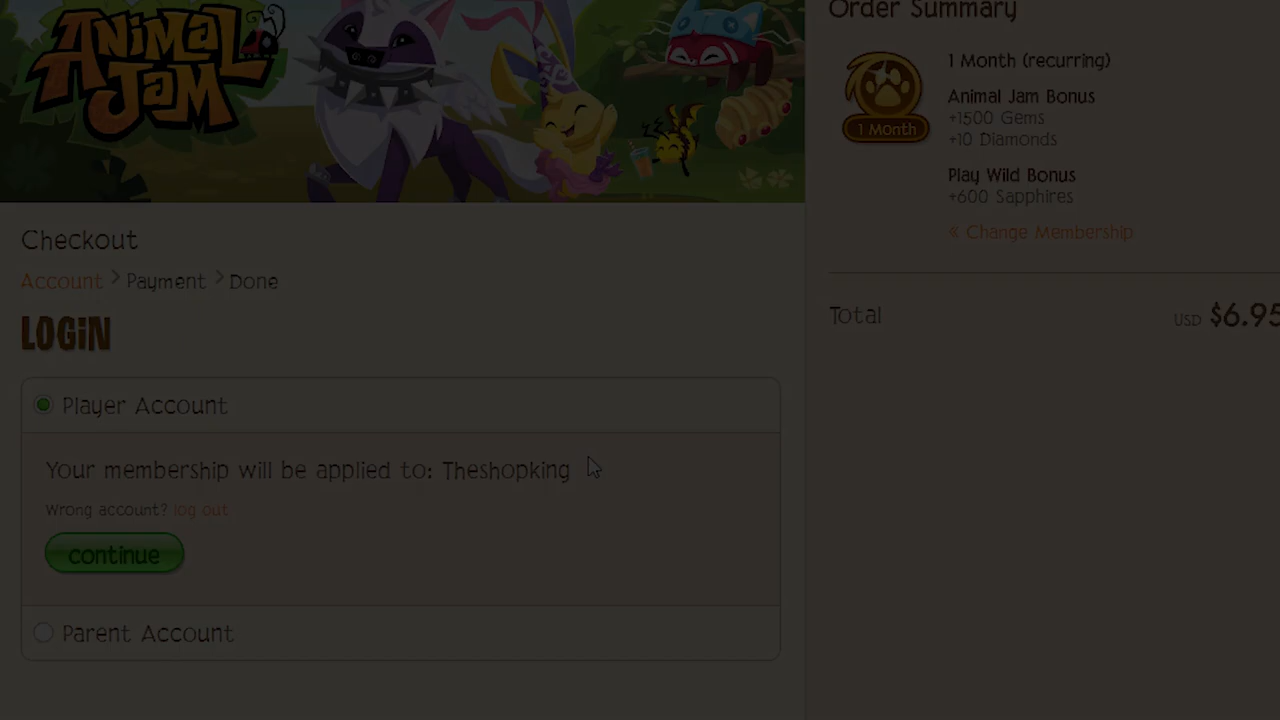 ANiMaL
JaM
Checkout
Account > Payment > Done
LOGiN
Player Account
Your membership will be applied to: Theshopking
Wrong account? log out
continue
Parent Account
Order Summary
1 Month
1 Month (recurring)
Animal Jam Bonus
+1500 Gems
+10 Diamonds
Play Wild Bonus
+600 Sapphires
« Change Membership
Total USD $6.95